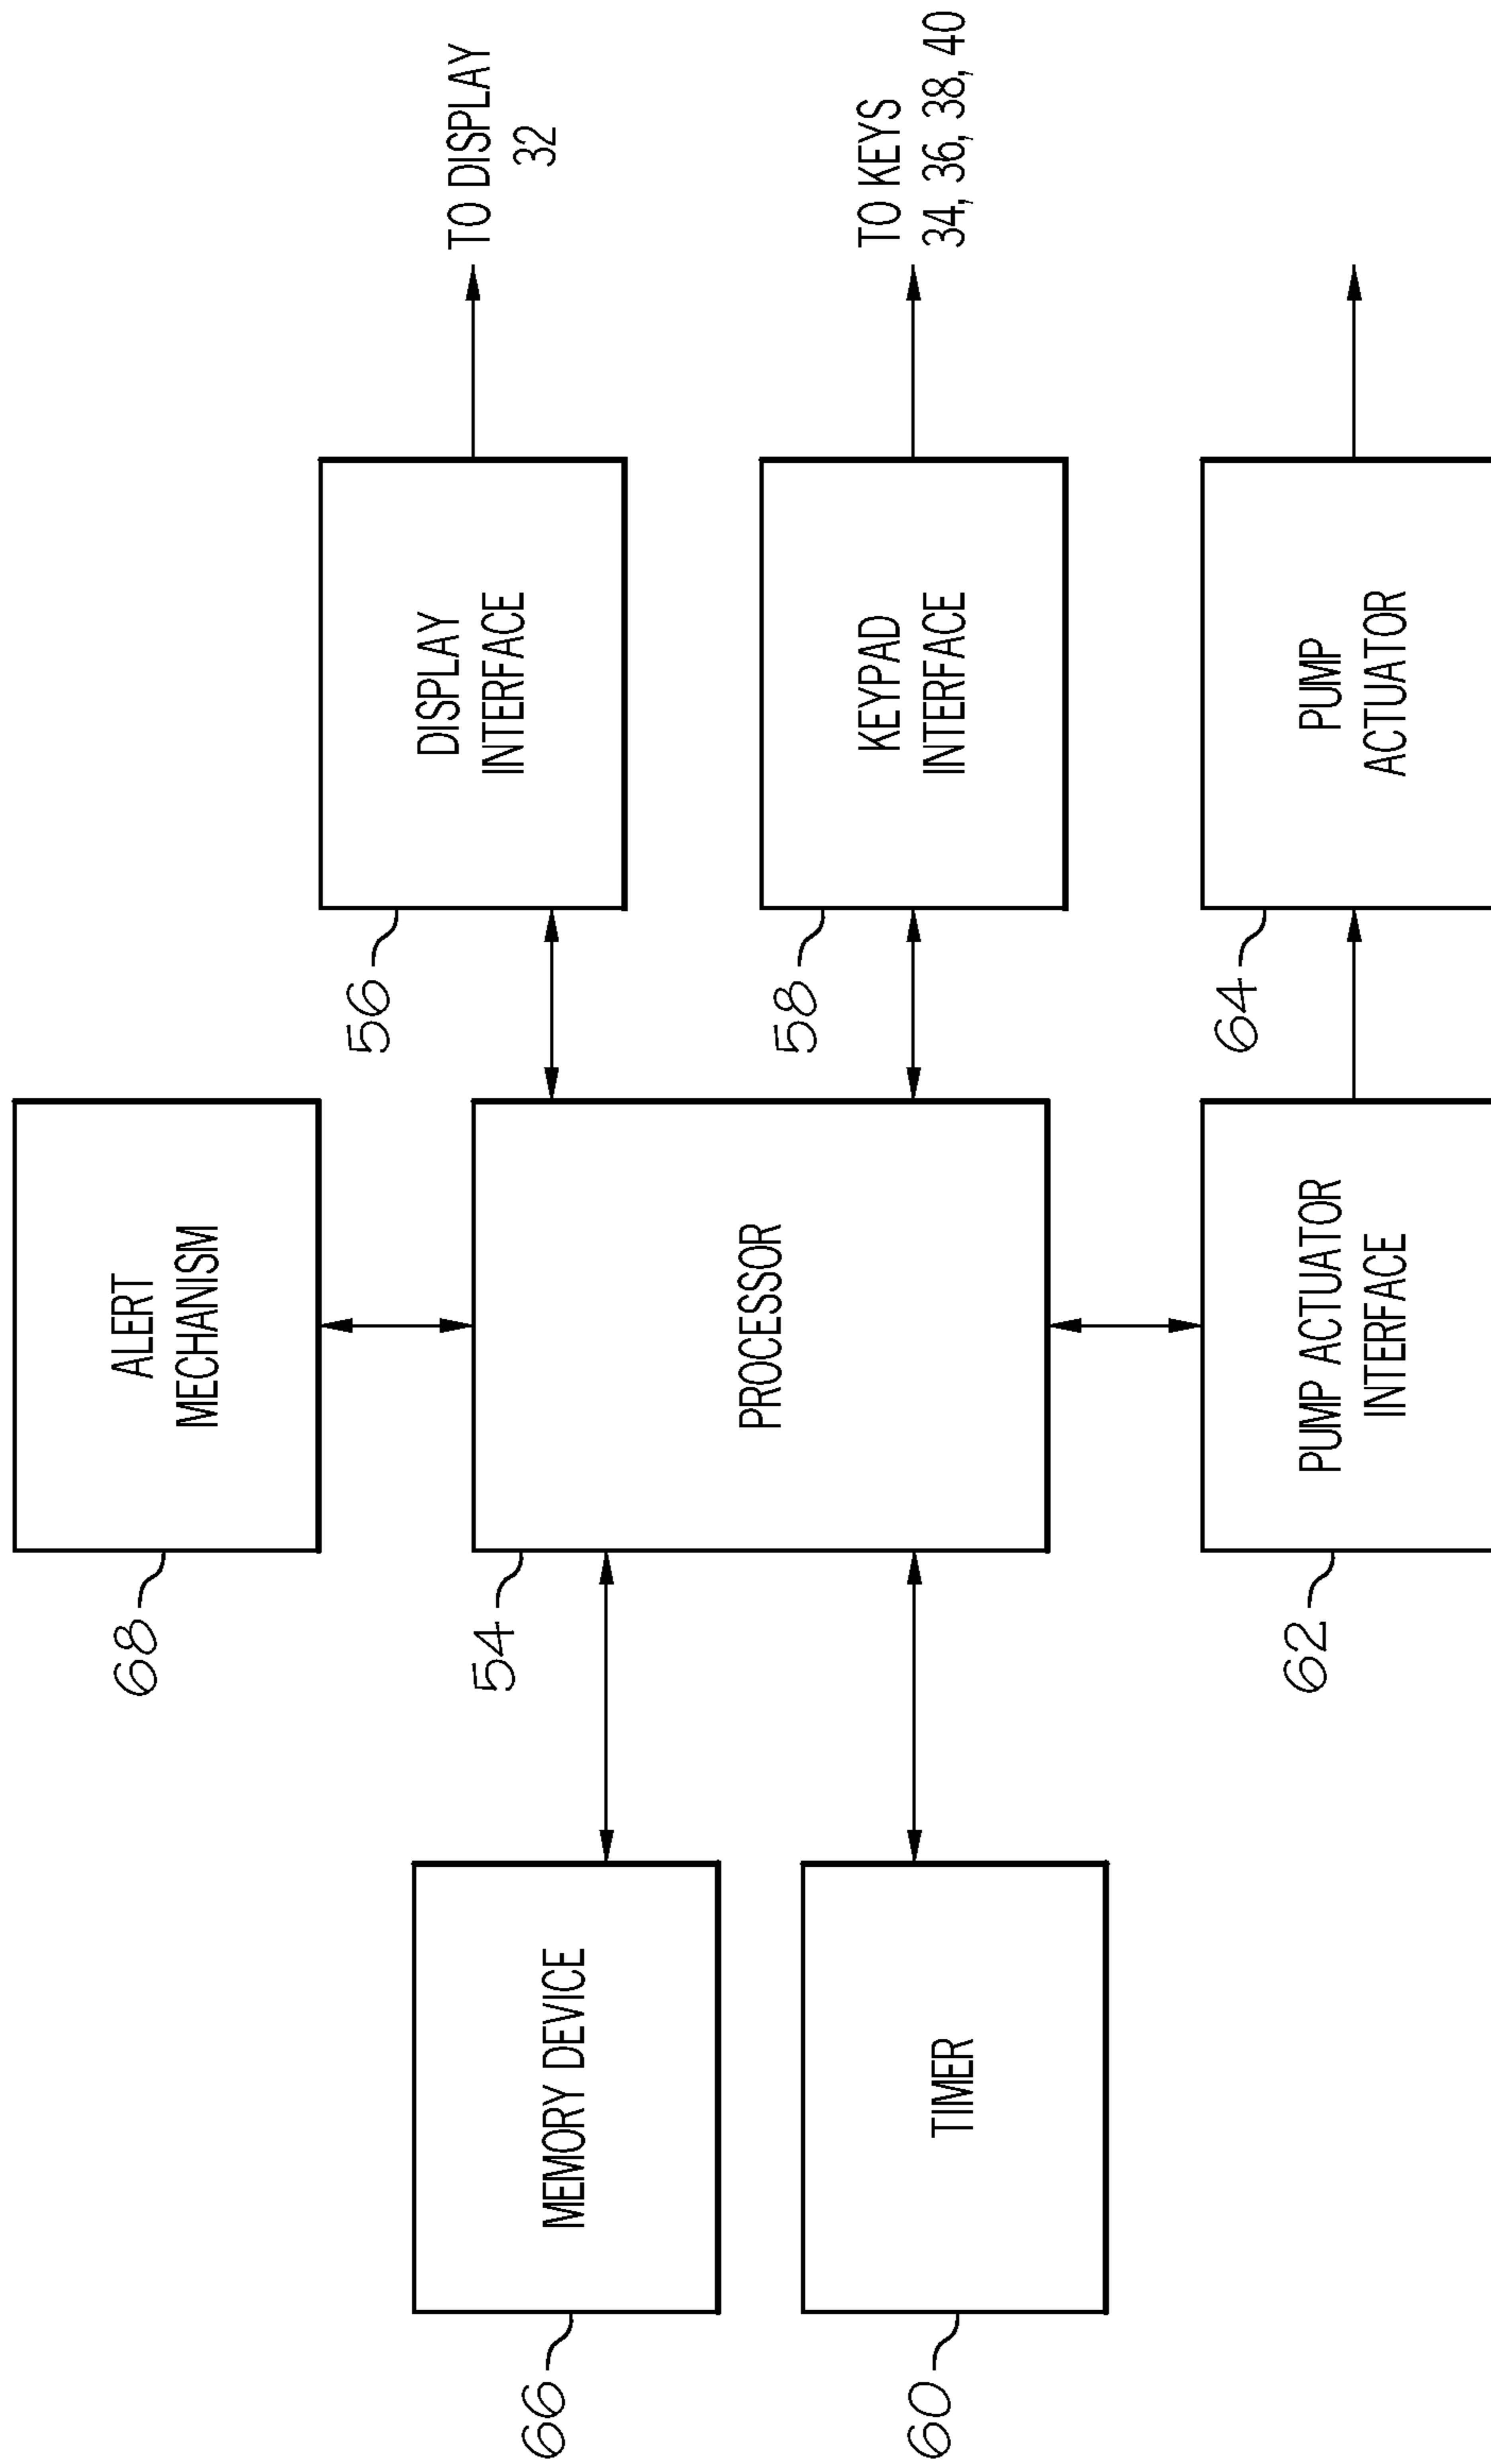 68
ALERT
MECHANISM
56
DISPLAY
INTERFACE
TO DISPLAY
32
66
MEMORY DEVICE
54
PROCESSOR
58
KEYPAD
INTERFACE
TO KEYS
34, 36, 38, 40
60
TIMER
62
PUMP ACTUATOR
INTERFACE
64
PUMP
ACTUATOR